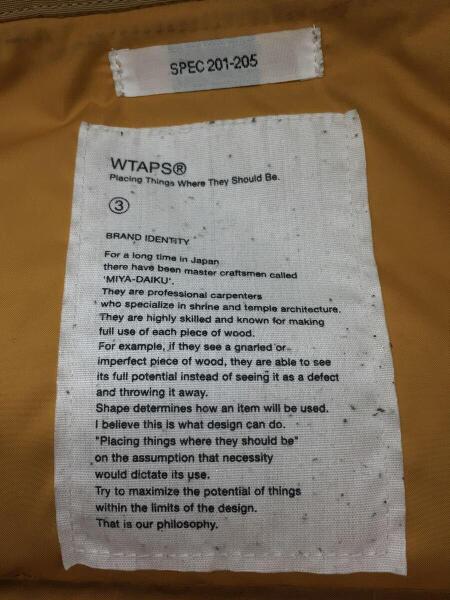 SPEC 201-205
WTAPS®
Placing Things Where They Should Be.
③
BRAND IDENTITY
For a long time in Japan
there have been master craftsmen called
'MIYA-DAIKU'.
They are professional carpenters
who specialize in shrine and temple architecture.
They are highly skilled and known for making
full use of each piece of wood.
For example, if they see a gnarled or
imperfect piece of wood, they are able to see
its full potential instead of seeing it as a defect
and throwing it away.
Shape determines how an item will be used.
I believe this is what design can do.
"Placing things where they should be"
on the assumption that necessity
would dictate its use.
Try to maximize the potential of things
within the limits of the design.
That is our philosophy.